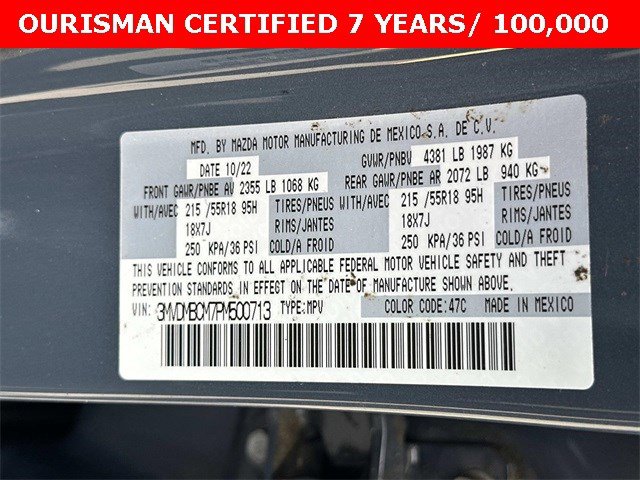 OURISMAN CERTIFIED 7 YEARS/ 100,000
MFD. BY MAZDA MOTOR MANUFACTURING DE MEXICO S.A. DE C.V.
DATE 10/22 GVWR/PNBV 4381 LB 1987 KG
FRONT GAWR/PNBE AV 2355 LB 1068 KG REAR GAWR/PNBE AR 2072 LB 940 KG
WITH/AVEC 215 /55R18 95H TIRES/PNEUS WITH/AVEC 215 /55R18 95H TIRES/PNEUS
18X7J RIMS/JANTES 18X7J RIMS/JANTES
250 KPA/36 PSI COLD/A FROID 250 KPA/36 PSI COLD/A FROID
THIS VEHICLE CONFORMS TO ALL APPLICABLE FEDERAL MOTOR VEHICLE SAFETY AND THEFT
PREVENTION STANDARDS IN EFFECT ON THE DATE OF MANUFACTURE SHOWN ABOVE.
VIN: 3MVDMBCM7PM500713 TYPE:MPV COLOR CODE:47C MADE IN MEXICO